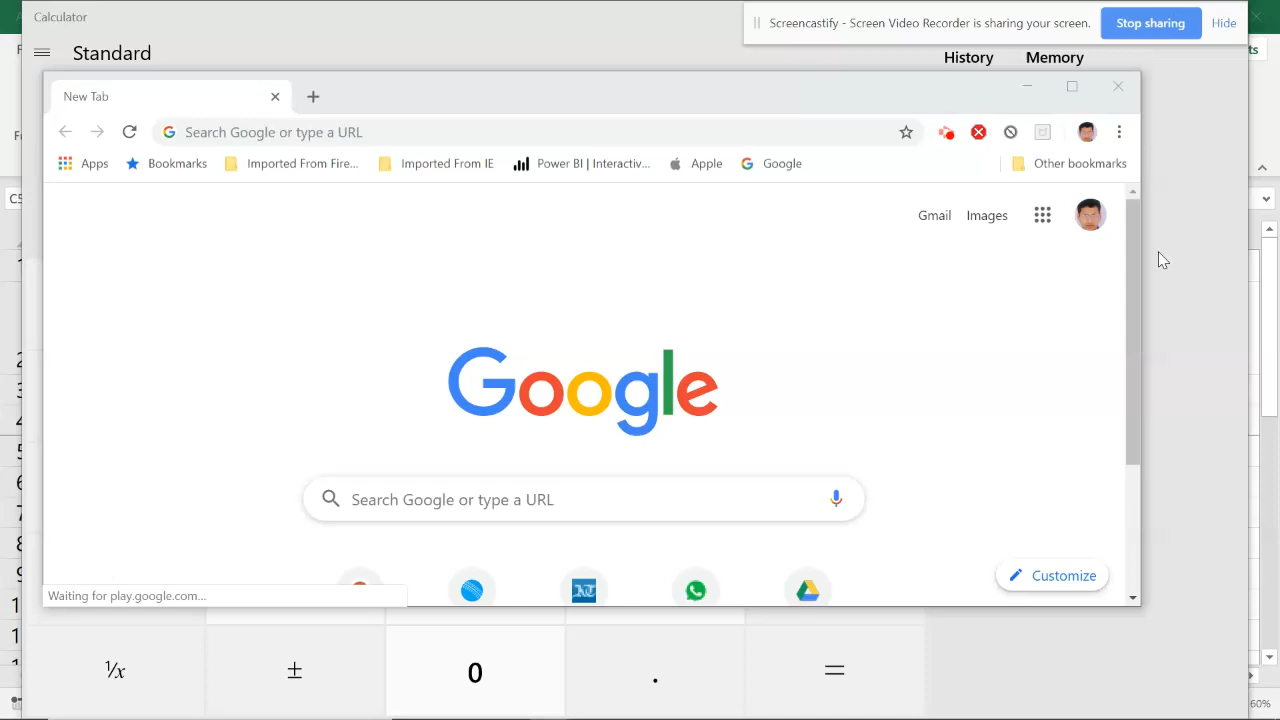 Calculator
Screencastify - Screen Video Recorder is sharing your screen.
Stop sharing
Hide
Standard
History
Memory
New Tab
Search Google or type a URL
Apps
Bookmarks
Imported From Fire...
Imported From IE
Power BI | Interactiv...
Apple
Google
Other bookmarks
Gmail
Images
Google
Search Google or type a URL
Customize
Waiting for play.google.com...
1/x
±
0
.
=
60%